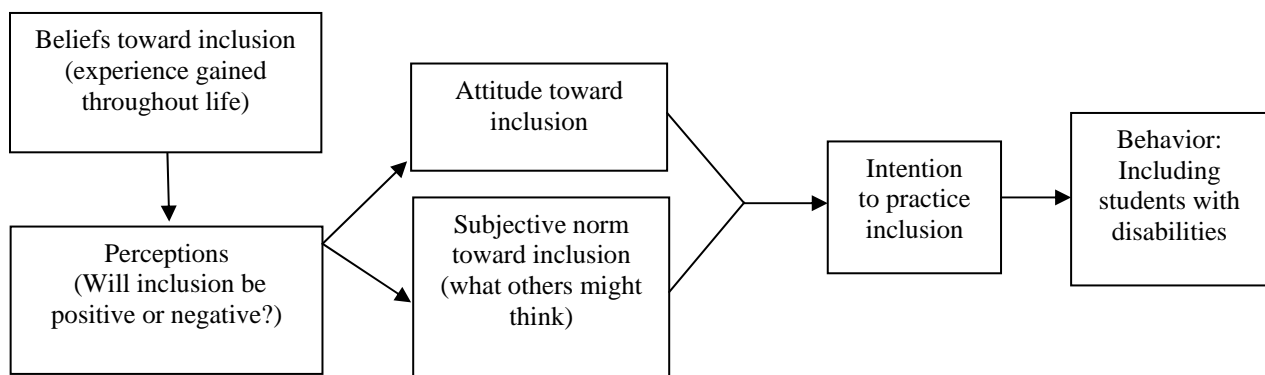 Beliefs toward inclusion
(experience gained
throughout life)
Perceptions
(Will inclusion be
positive or negative?)
Attitude toward
inclusion
Subjective norm
toward inclusion
(what others might
think)
Intention
to practice
inclusion
Behavior:
Including
students with
disabilities